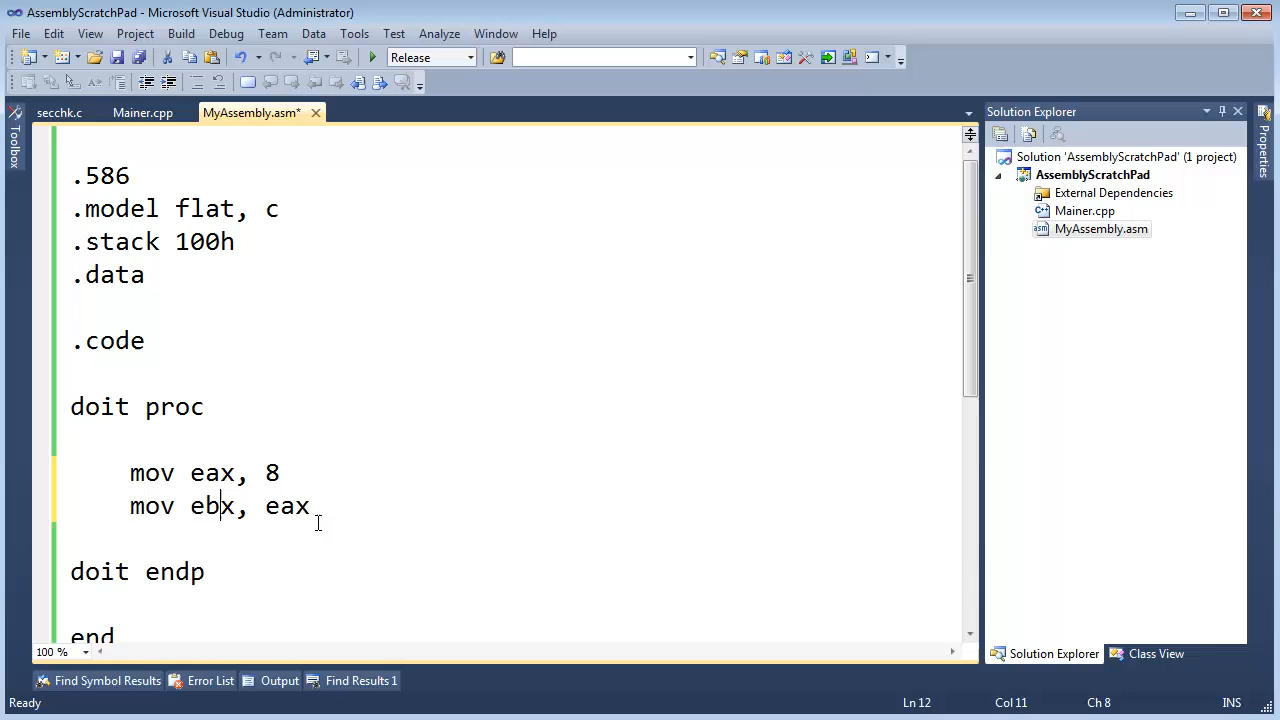 AssemblyScratchPad - Microsoft Visual Studio (Administrator)
File Edit View Project Build Debug Team Data Tools Test Analyze Window Help
Release
secchk.c Mainer.cpp MyAssembly.asm*
Toolbox
.586
.model flat, c
.stack 100h
.data
.code
doit proc
mov eax, 8
mov ebx, eax
doit endp
end
100 %
Solution Explorer
Solution 'AssemblyScratchPad' (1 project)
AssemblyScratchPad
External Dependencies
Mainer.cpp
MyAssembly.asm
Solution Explorer Class View
Properties
Find Symbol Results Error List Output Find Results 1
Ready Ln 12 Col 11 Ch 8 INS